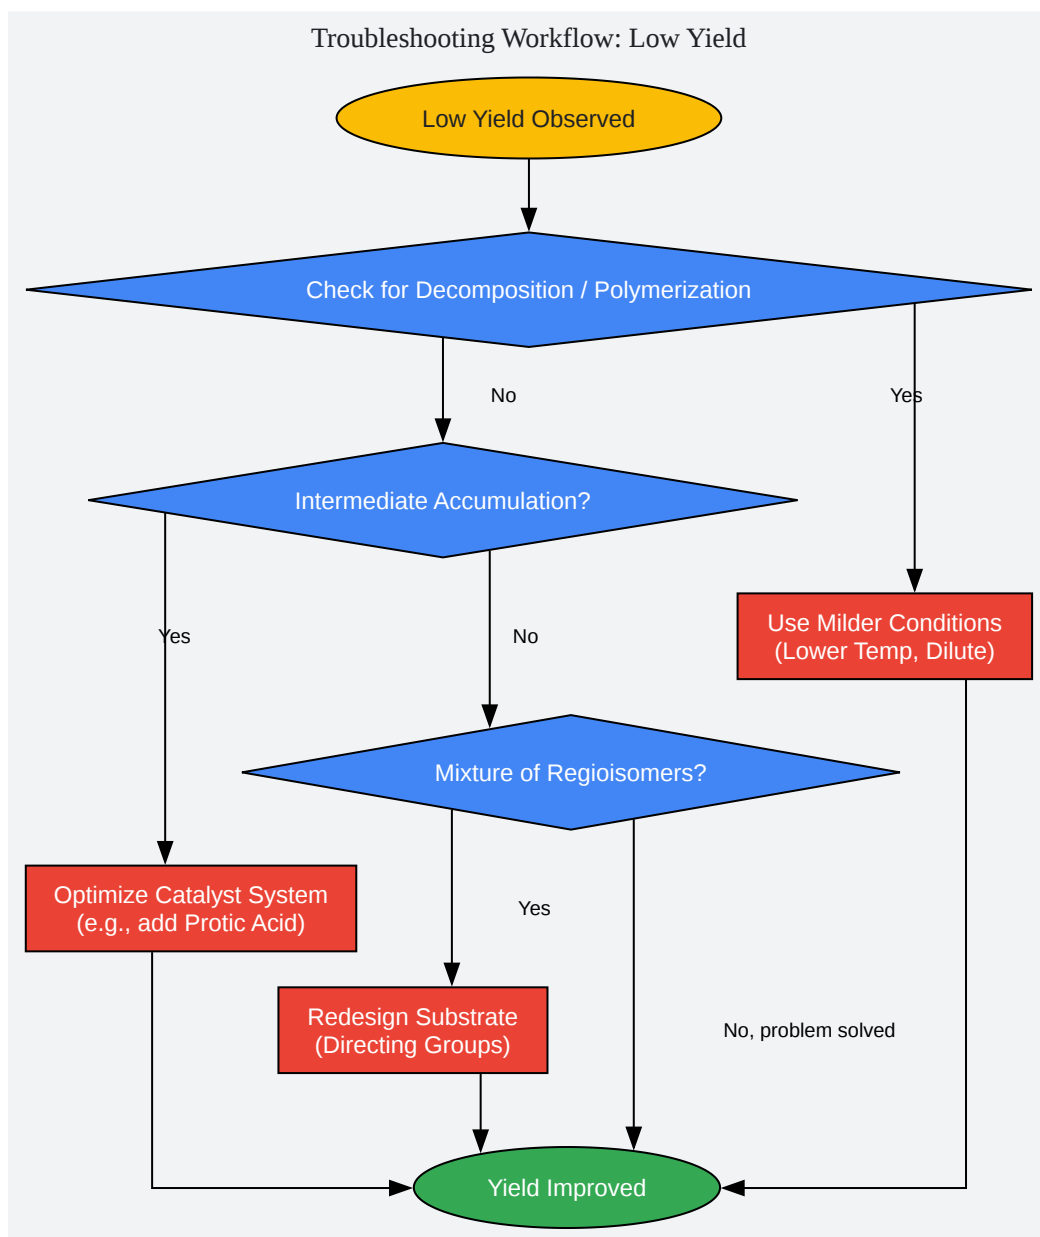 Troubleshooting Workflow: Low Yield
Low Yield Observed
Check for Decomposition / Polymerization
No
Yes
Intermediate Accumulation?
Use Milder Conditions
(Lower Temp, Dilute)
Yes
No
Mixture of Regioisomers?
Optimize Catalyst System
(e.g., add Protic Acid)
Yes
Redesign Substrate
(Directing Groups)
No, problem solved
Yield Improved